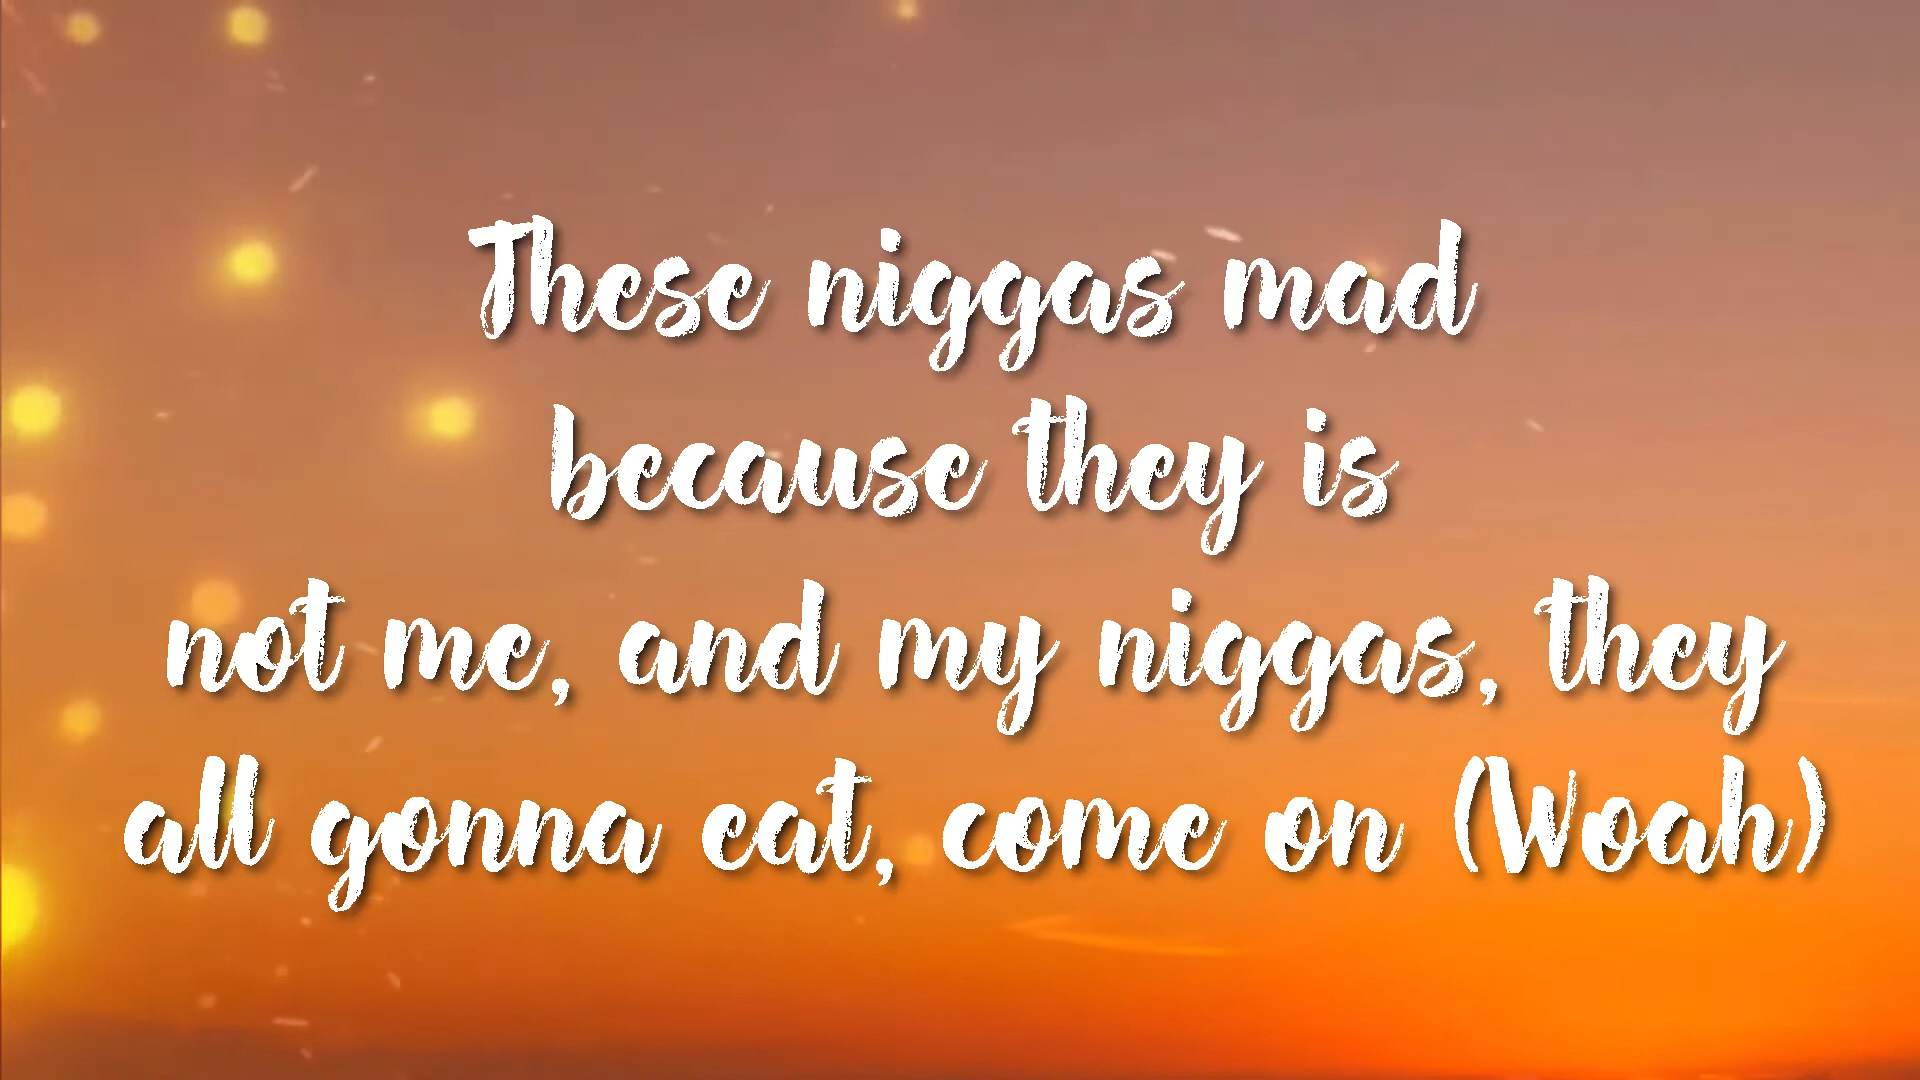 These niggas mad
because they is
not me, and my niggas, they
all gonna eat, come on (Woah)